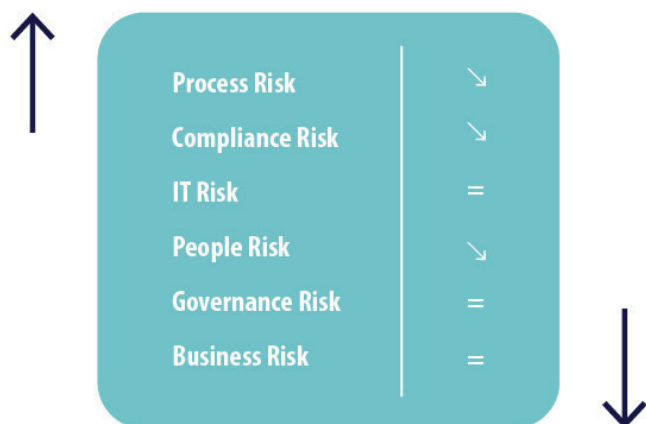 Process Risk ↘
Compliance Risk ↘
IT Risk =
People Risk ↘
Governance Risk =
Business Risk =